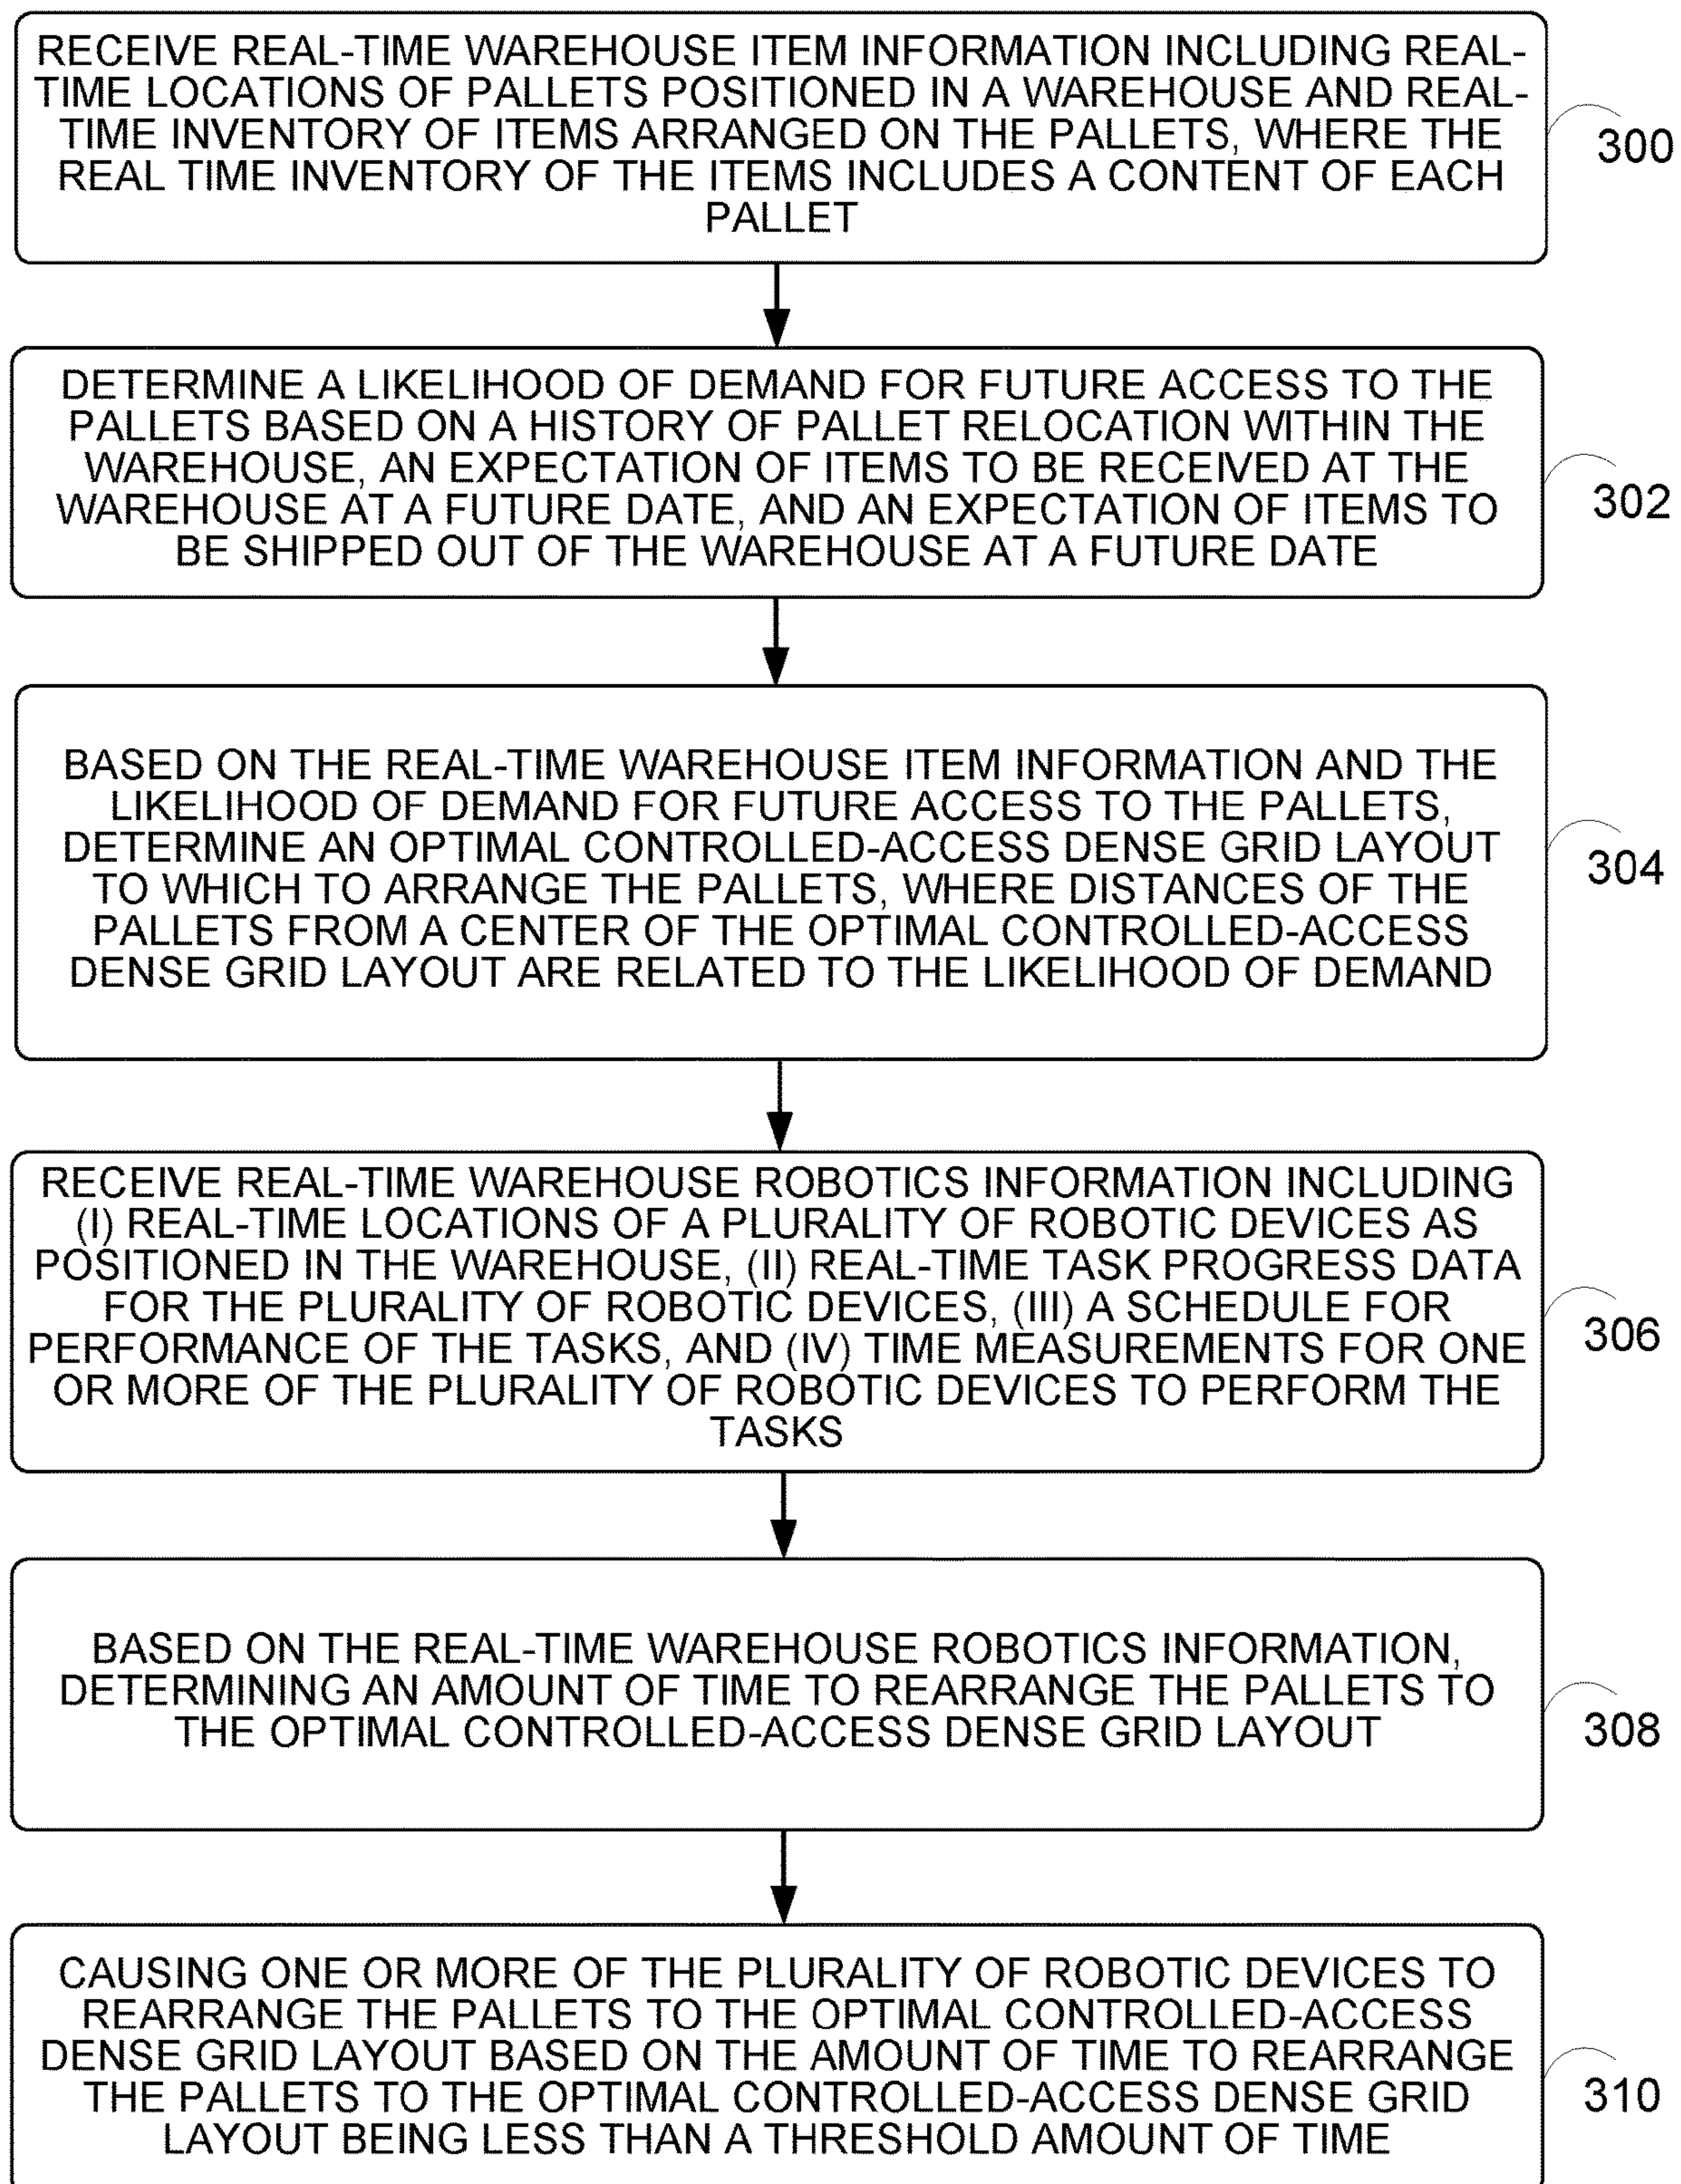 RECEIVE REAL-TIME WAREHOUSE ITEM INFORMATION INCLUDING REAL-
TIME LOCATIONS OF PALLETS POSITIONED IN A WAREHOUSE AND REAL-
TIME INVENTORY OF ITEMS ARRANGED ON THE PALLETS, WHERE THE
REAL TIME INVENTORY OF THE ITEMS INCLUDES A CONTENT OF EACH
PALLET
300
DETERMINE A LIKELIHOOD OF DEMAND FOR FUTURE ACCESS TO THE
PALLETS BASED ON A HISTORY OF PALLET RELOCATION WITHIN THE
WAREHOUSE, AN EXPECTATION OF ITEMS TO BE RECEIVED AT THE
WAREHOUSE AT A FUTURE DATE, AND AN EXPECTATION OF ITEMS TO
BE SHIPPED OUT OF THE WAREHOUSE AT A FUTURE DATE
302
BASED ON THE REAL-TIME WAREHOUSE ITEM INFORMATION AND THE
LIKELIHOOD OF DEMAND FOR FUTURE ACCESS TO THE PALLETS,
DETERMINE AN OPTIMAL CONTROLLED-ACCESS DENSE GRID LAYOUT
TO WHICH TO ARRANGE THE PALLETS, WHERE DISTANCES OF THE
PALLETS FROM A CENTER OF THE OPTIMAL CONTROLLED-ACCESS
DENSE GRID LAYOUT ARE RELATED TO THE LIKELIHOOD OF DEMAND
304
RECEIVE REAL-TIME WAREHOUSE ROBOTICS INFORMATION INCLUDING
(I) REAL-TIME LOCATIONS OF A PLURALITY OF ROBOTIC DEVICES AS
POSITIONED IN THE WAREHOUSE, (II) REAL-TIME TASK PROGRESS DATA
FOR THE PLURALITY OF ROBOTIC DEVICES, (III) A SCHEDULE FOR
PERFORMANCE OF THE TASKS, AND (IV) TIME MEASUREMENTS FOR ONE
OR MORE OF THE PLURALITY OF ROBOTIC DEVICES TO PERFORM THE
TASKS
306
BASED ON THE REAL-TIME WAREHOUSE ROBOTICS INFORMATION,
DETERMINING AN AMOUNT OF TIME TO REARRANGE THE PALLETS TO
THE OPTIMAL CONTROLLED-ACCESS DENSE GRID LAYOUT
308
CAUSING ONE OR MORE OF THE PLURALITY OF ROBOTIC DEVICES TO
REARRANGE THE PALLETS TO THE OPTIMAL CONTROLLED-ACCESS
DENSE GRID LAYOUT BASED ON THE AMOUNT OF TIME TO REARRANGE
THE PALLETS TO THE OPTIMAL CONTROLLED-ACCESS DENSE GRID
LAYOUT BEING LESS THAN A THRESHOLD AMOUNT OF TIME
310